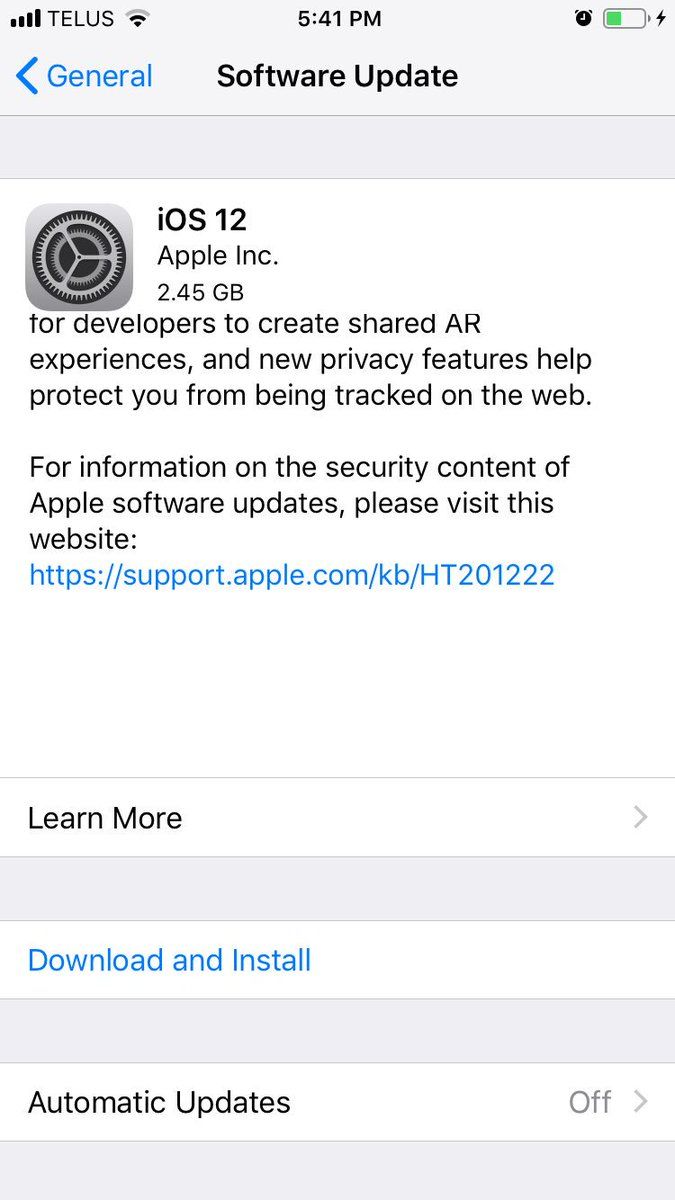 TELUS 5:41 PM
General Software Update
iOS 12
Apple Inc.
2.45 GB
for developers to create shared AR
experiences, and new privacy features help
protect you from being tracked on the web.
For information on the security content of
Apple software updates, please visit this
website:
https://support.apple.com/kb/HT201222
Learn More
Download and Install
Automatic Updates Off